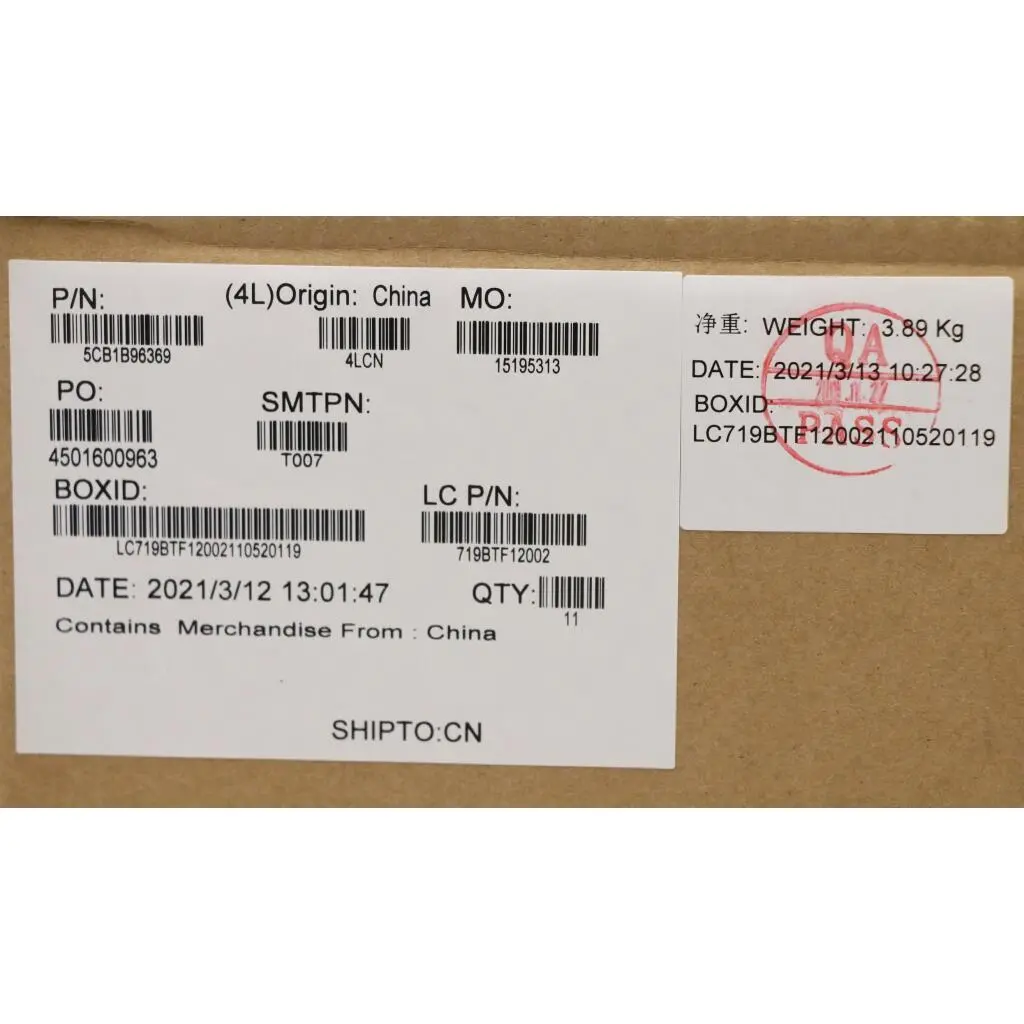 P/N:
(4L)Origin: China
MO:
5CB1B96369
4LCN
15195313
PO:
SMTPN:
4501600963
T007
BOXID:
LC P/N:
LC719BTF12002110520119
719BTF12002
DATE: 2021/3/12 13:01:47
QTY:
11
Contains Merchandise From : China
SHIPTO:CN
净重: WEIGHT: 3.89 Kg
DATE: 2021/3/13 10:27:28
BOXID:
LC719BTF12002110520119
QA
PASS